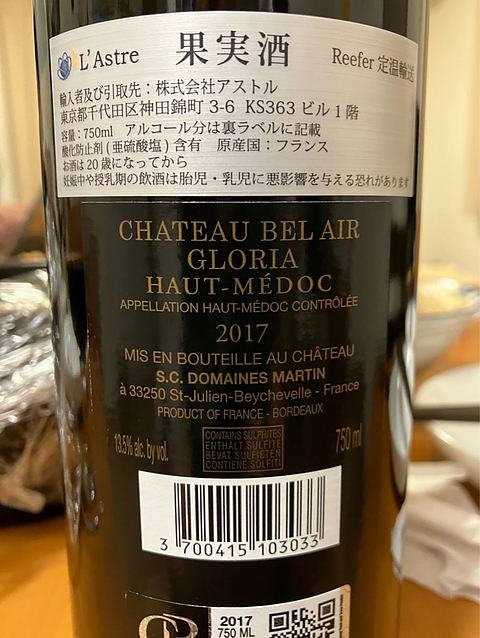 L'Astre 果実酒 Reefer 定温輸送
輸入者及び引取先：株式会社アストル
東京都千代田区神田錦町 3-6 KS363 ビル 1 階
容量：750ml アルコール分は裏ラベルに記載
酸化防止剤 ( 亜硫酸塩 ) 含有 原産国：フランス
お酒は 20 歳になってから
妊娠中や授乳期の飲酒は胎児・乳児に悪影響を与える恐れがあります
CHATEAU BEL AIR
GLORIA
HAUT-MÉDOC
APPELLATION HAUT-MÉDOC CONTRÔLÉE
2017
MIS EN BOUTEILLE AU CHÂTEAU
S.C. DOMAINES MARTIN
à 33250 St-Julien-Beychevelle - France
PRODUCT OF FRANCE - BORDEAUX
13.5% alc. by vol.
CONTAINS SULPHITES
ENTHÄLT SULFITE
BEVAT SULPIETEN
CONTIENE SOLFITI
750 ml
3 700415 103033
2017
750 ML